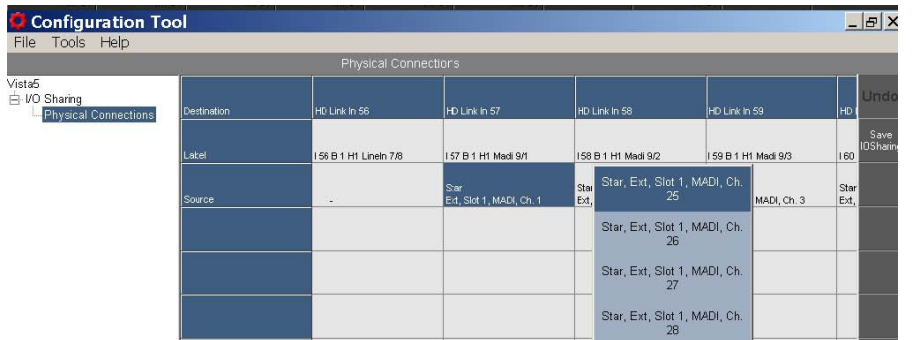 Configuration Tool
File Tools Help
Physical Connections
Vista5
I/O Sharing
Physical Connections
Destination HD Link In 56 HD Link In 57 HD Link In 58 HD Link In 59 HD
Undo
Label I 56 B 1 H1 LineIn 7/8 I 57 B 1 H1 Madi 9/1 I 58 B 1 H1 Madi 9/2 I 59 B 1 H1 Madi 9/3 I 60
Save
IOSharing
Source - Star
Ext, Slot 1, MADI, Ch. 1
Star
Ext,
MADI, Ch. 3
Star
Ext,
Star, Ext, Slot 1, MADI, Ch.
25
Star, Ext, Slot 1, MADI, Ch.
26
Star, Ext, Slot 1, MADI, Ch.
27
Star, Ext, Slot 1, MADI, Ch.
28